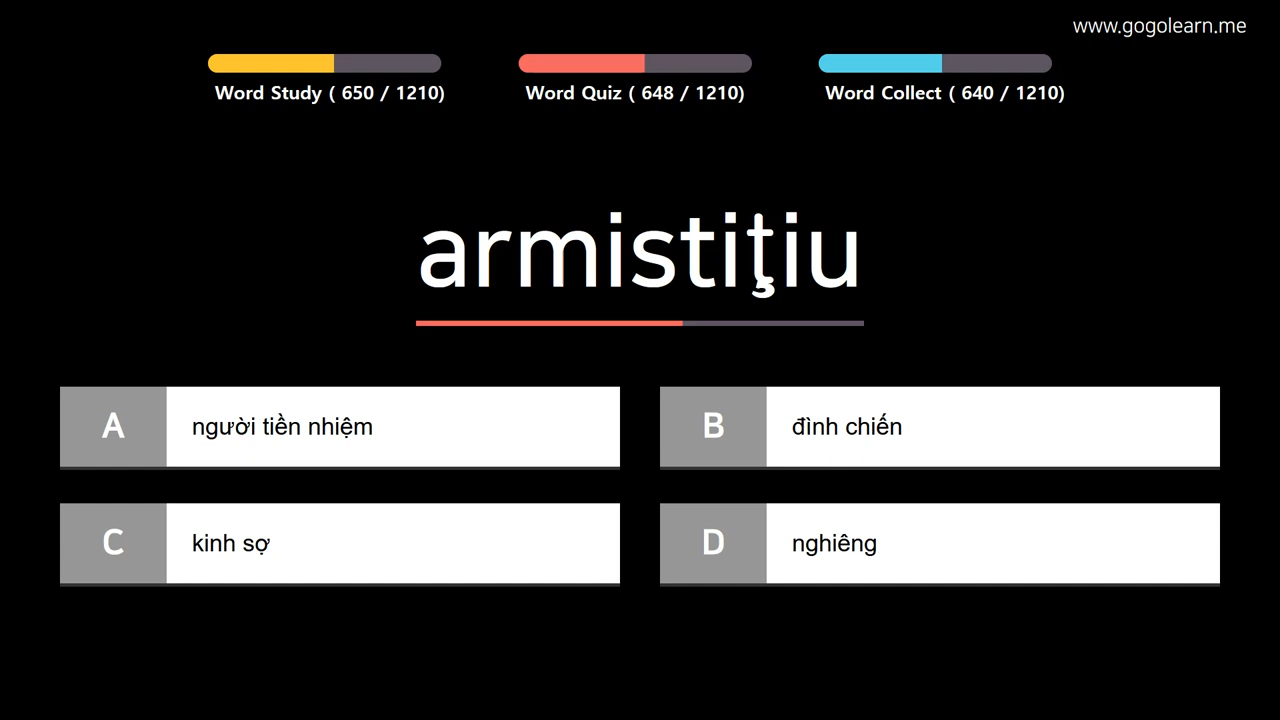 www.gogolearn.me
Word Study ( 650 / 1210)
Word Quiz ( 648 / 1210)
Word Collect ( 640 / 1210)
armistiţiu
A người tiền nhiệm
B đình chiến
C kinh sợ
D nghiêng